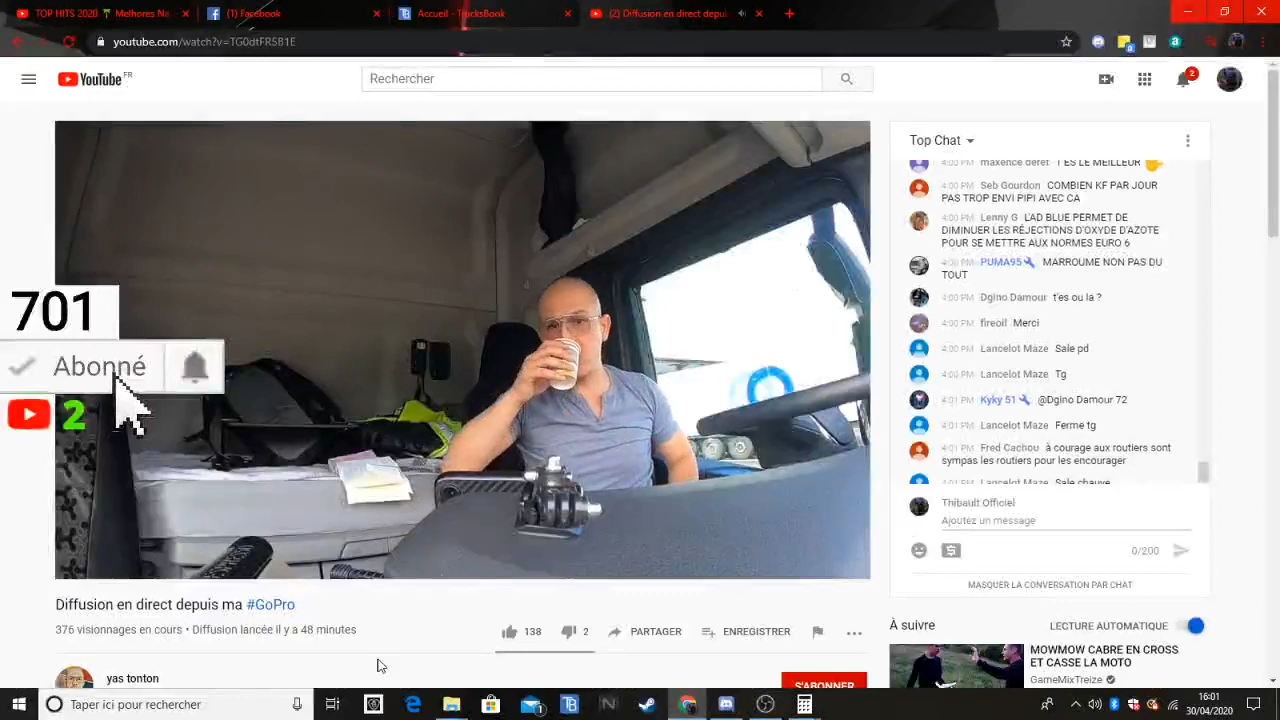 TOP HITS 2020 🌴 Melhores Na
(1) Facebook
Accueil - TrucksBook
(2) Diffusion en direct depui
youtube.com/watch?v=TG0dtFRSB1E
YouTube FR
Rechercher
2
Top Chat
4:00 PM maxence deret T ES LE MEILLEUR
4:00 PM Seb Gourdon COMBIEN KF PAR JOUR
PAS TROP ENVI PIPI AVEC CA
4:00 PM Lenny G L'AD BLUE PERMET DE
DIMINUER LES RÉJECTIONS D'OXYDE D'AZOTE
POUR SE METTRE AUX NORMES EURO 6
4:00 PM PUMA95 MARROUME NON PAS DU
TOUT
4:00 PM Dgino Damour t'es ou la ?
4:00 PM fireoil Merci
4:00 PM Lancelot Maze Sale pd
4:00 PM Lancelot Maze Tg
4:01 PM Kyky 51 @Dgino Damour 72
4:01 PM Lancelot Maze Ferme tg
4:01 PM Fred Cachou à courage aux routiers sont
sympas les routiers pour les encourager
4:01 PM Lancelot Maze Sale chauve
Thibault Officiel
Ajoutez un message
0/200
MASQUER LA CONVERSATION PAR CHAT
701
Abonné
2
Diffusion en direct depuis ma #GoPro
376 visionnages en cours • Diffusion lancée il y a 48 minutes
138
2
PARTAGER
ENREGISTRER
yas tonton
S'ABONNER
À suivre
LECTURE AUTOMATIQUE
MOWMOW CABRE EN CROSS
ET CASSE LA MOTO
GameMixTreize
Taper ici pour rechercher
1
16:01
30/04/2020